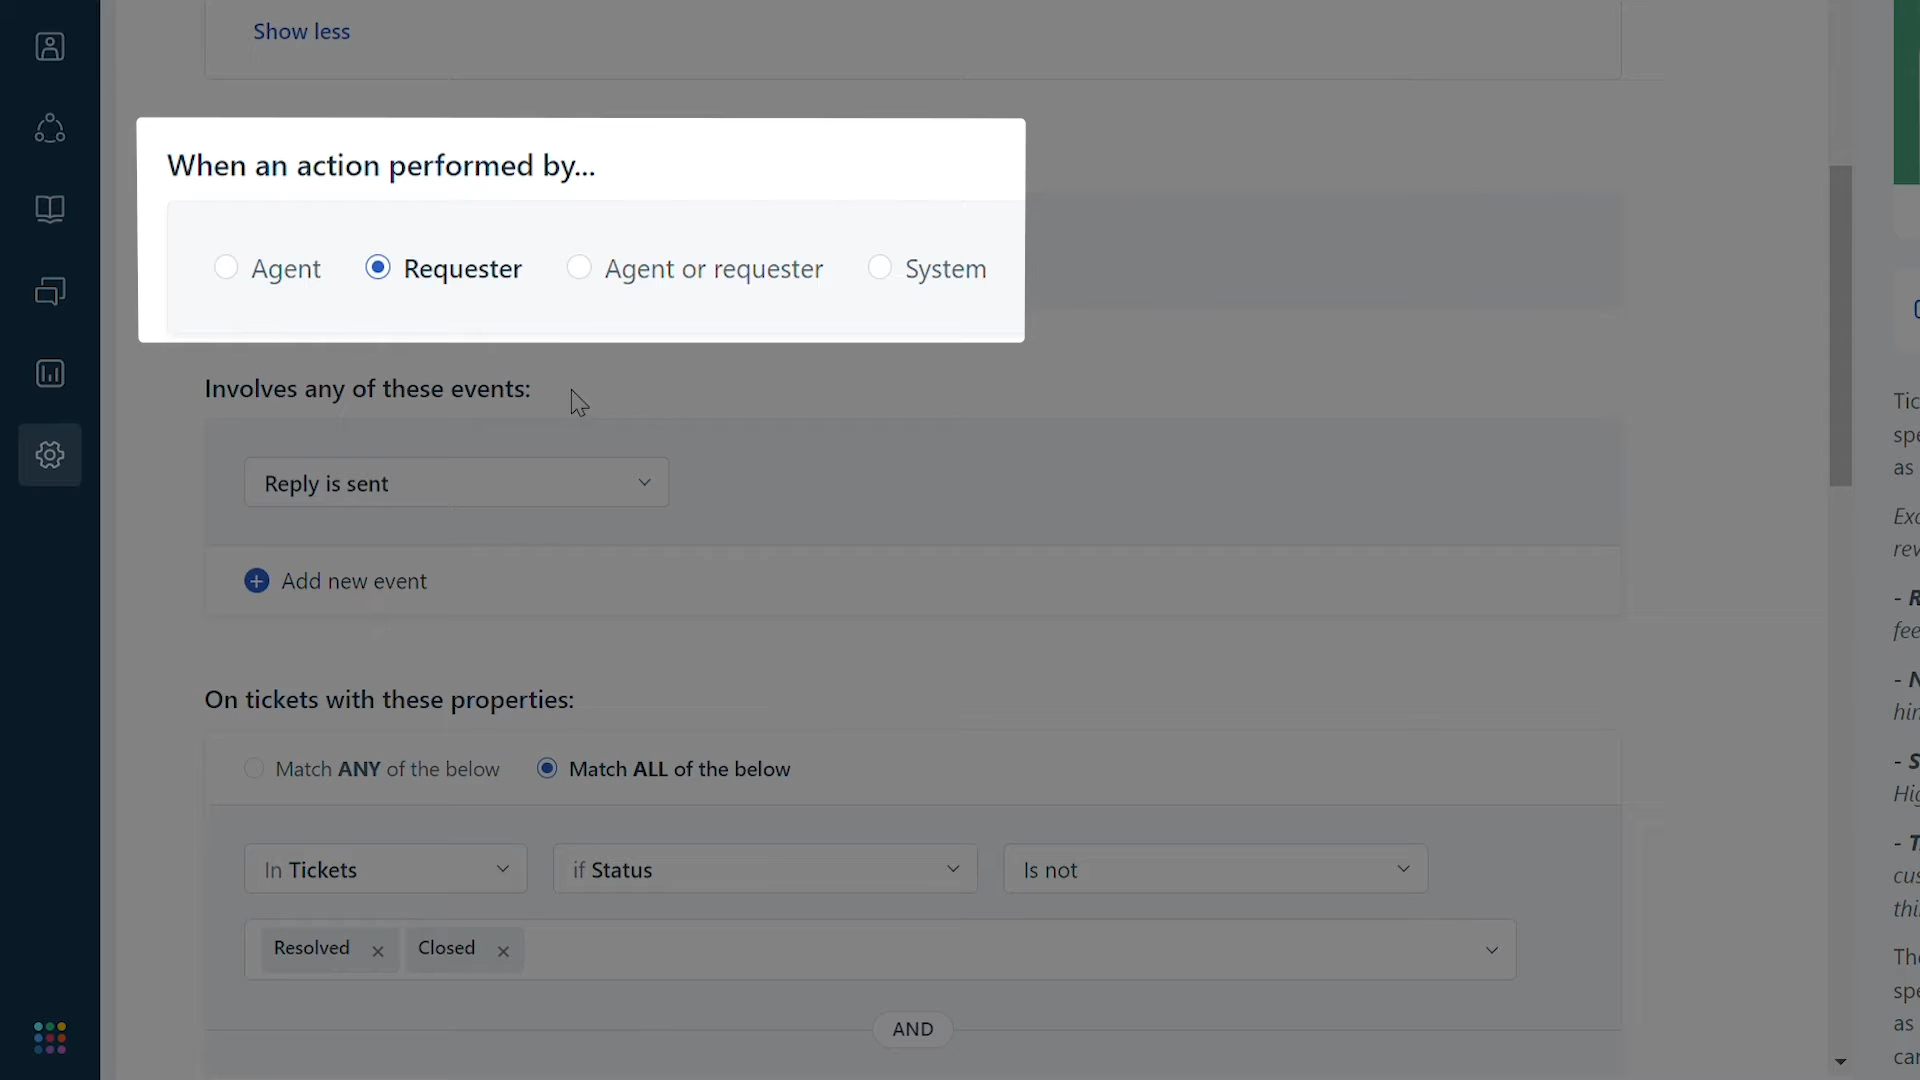 Show less
When an action performed by...
Agent Requester Agent or requester System
Involves any of these events:
Reply is sent
Add new event
On tickets with these properties:
Match ANY of the below Match ALL of the below
In Tickets if Status Is not
Resolved Closed
AND
as
as